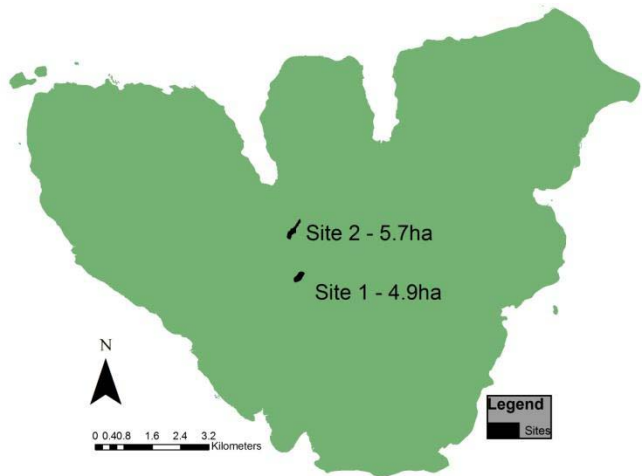 Site 2 - 5.7ha
Site 1 - 4.9ha
N
Legend
Sites
0 0.40.8 1.6 2.4 3.2
Kilometers